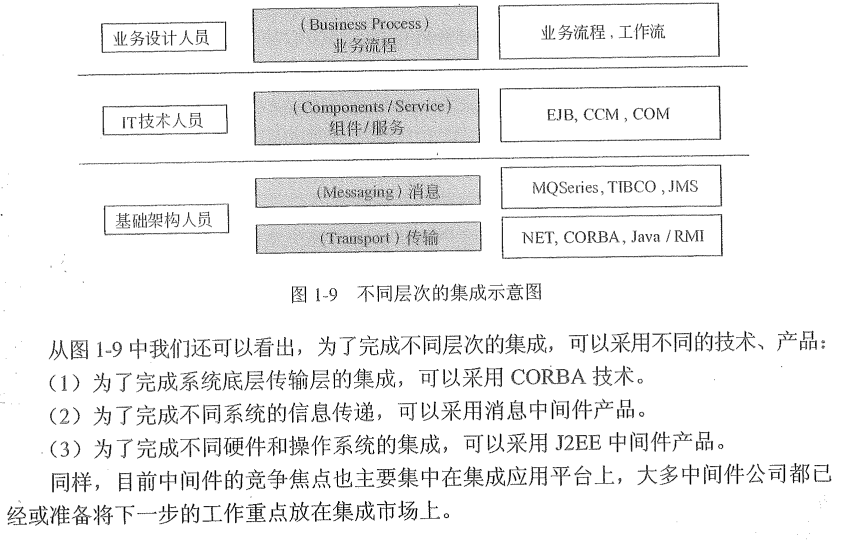 业务设计人员
(Business Process)
业务流程
业务流程,工作流
IT技术人员
(Components/Service)
组件/服务
EJB, CCM, COM
基础架构人员
(Messaging) 消息
MQSeries, TIBCO, JMS
(Transport) 传输
NET, CORBA, Java / RMI
图 1-9 不同层次的集成示意图
从图 1-9 中我们还可以看出，为了完成不同层次的集成，可以采用不同的技术、产品：
（1）为了完成系统底层传输层的集成，可以采用 CORBA 技术。
（2）为了完成不同系统的信息传递，可以采用消息中间件产品。
（3）为了完成不同硬件和操作系统的集成，可以采用 J2EE 中间件产品。
同样，目前中间件的竞争焦点也主要集中在集成应用平台上，大多中间件公司都已
经或准备将下一步的工作重点放在集成市场上。